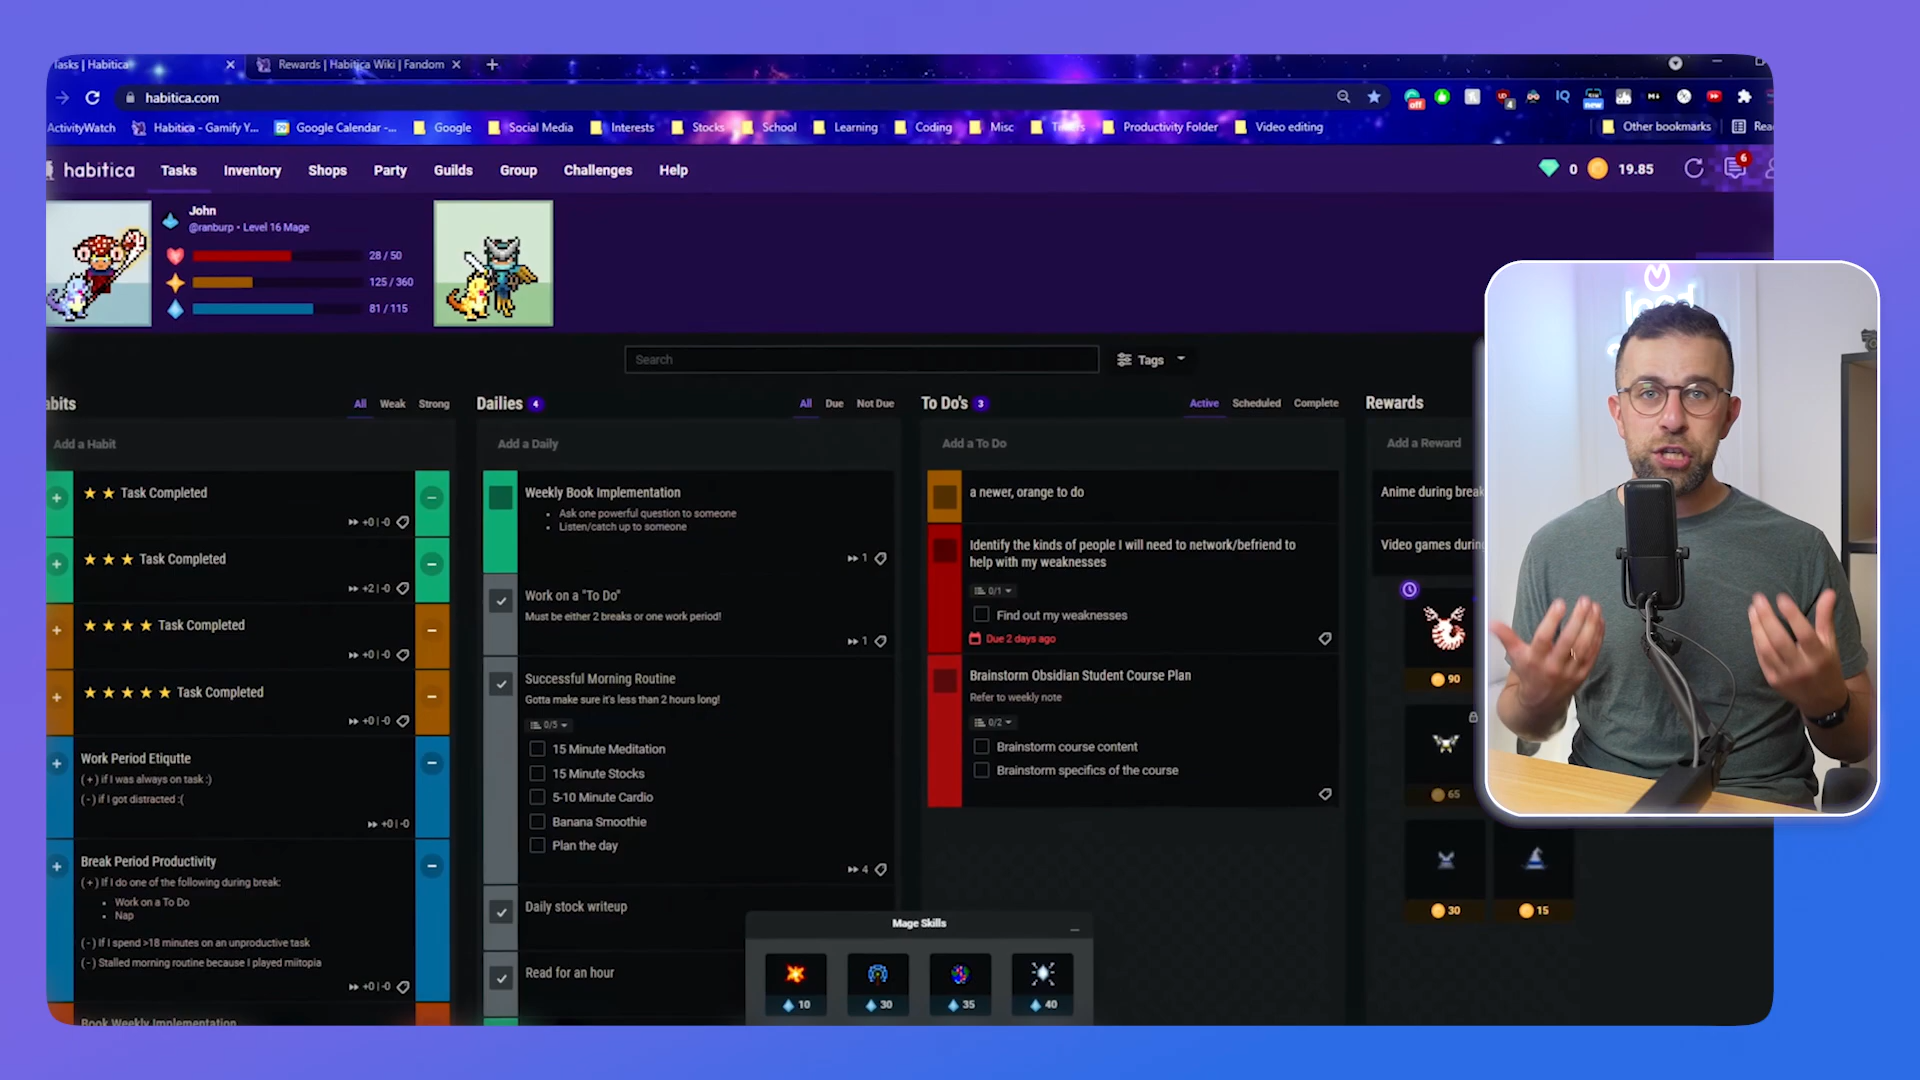 Tasks | Habitica
Rewards | Habitica Wiki | Fandom
habitica.com
off
4
IQ
new
ActivityWatch
Habitica - Gamify Y...
Google Calendar -...
Google
Social Media
Interests
Stocks
School
Learning
Coding
Misc
Productivity Folder
Video editing
Other bookmarks
Rea
habitica
Tasks
Inventory
Shops
Party
Guilds
Group
Challenges
Help
0
19.85
6
John
@ranburp • Level 16 Mage
28 / 50
125 / 360
81 / 115
Search
Tags
abits
All
Weak
Strong
Add a Habit
Task Completed
+0 | -0
Task Completed
+2 | -0
Task Completed
+0 | -0
Task Completed
+0 | -0
Work Period Etiqutte
(+) if I was always on task :)
(-) if I got distracted :(
+0 | -0
Break Period Productivity
(+) If I do one of the following during break:
• Work on a To Do
• Nap
(-) If I spend >18 minutes on an unproductive task
(-) Stalled morning routine because I played miitopia
+0 | -0
Book Weekly Implementation
Dailies 4
All
Due
Not Due
Add a Daily
Weekly Book Implementation
• Ask one powerful question to someone
• Listen/catch up to someone
1
Work on a "To Do"
Must be either 2 breaks or one work period!
1
Successful Morning Routine
Gotta make sure it's less than 2 hours long!
0/5
15 Minute Meditation
15 Minute Stocks
5-10 Minute Cardio
Banana Smoothie
Plan the day
4
Daily stock writeup
Read for an hour
To Do's 3
Active
Scheduled
Complete
Add a To Do
a newer, orange to do
Identify the kinds of people I will need to network/befriend to
help with my weaknesses
0/1
Find out my weaknesses
Due 2 days ago
Brainstorm Obsidian Student Course Plan
Refer to weekly note
0/2
Brainstorm course content
Brainstorm specifics of the course
Rewards
Add a Reward
Anime during break
Video games durin
90
65
30
15
Mage Skills
10
30
35
40